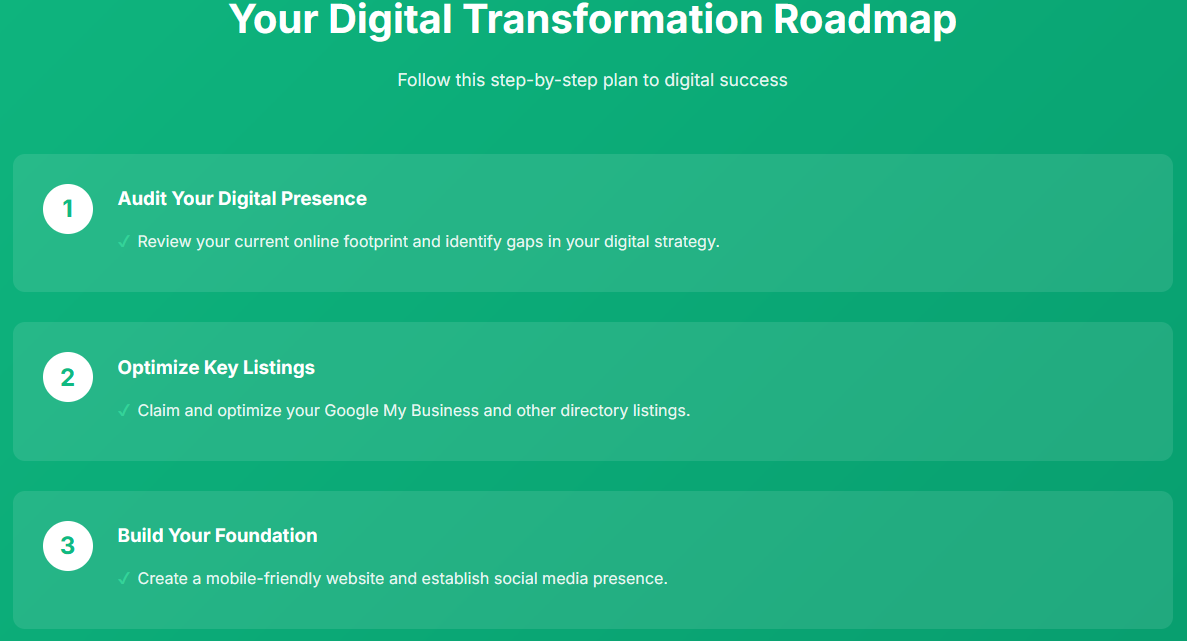 Your Digital Transformation Roadmap
Follow this step-by-step plan to digital success
1
Audit Your Digital Presence
✓ Review your current online footprint and identify gaps in your digital strategy.
2
Optimize Key Listings
✓ Claim and optimize your Google My Business and other directory listings.
3
Build Your Foundation
✓ Create a mobile-friendly website and establish social media presence.